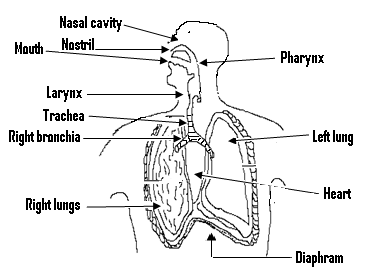 Nasal cavity
Nostril
Mouth
Pharynx
Larynx
Trachea
Right bronchia
Left lung
Heart
Right lungs
Diaphram